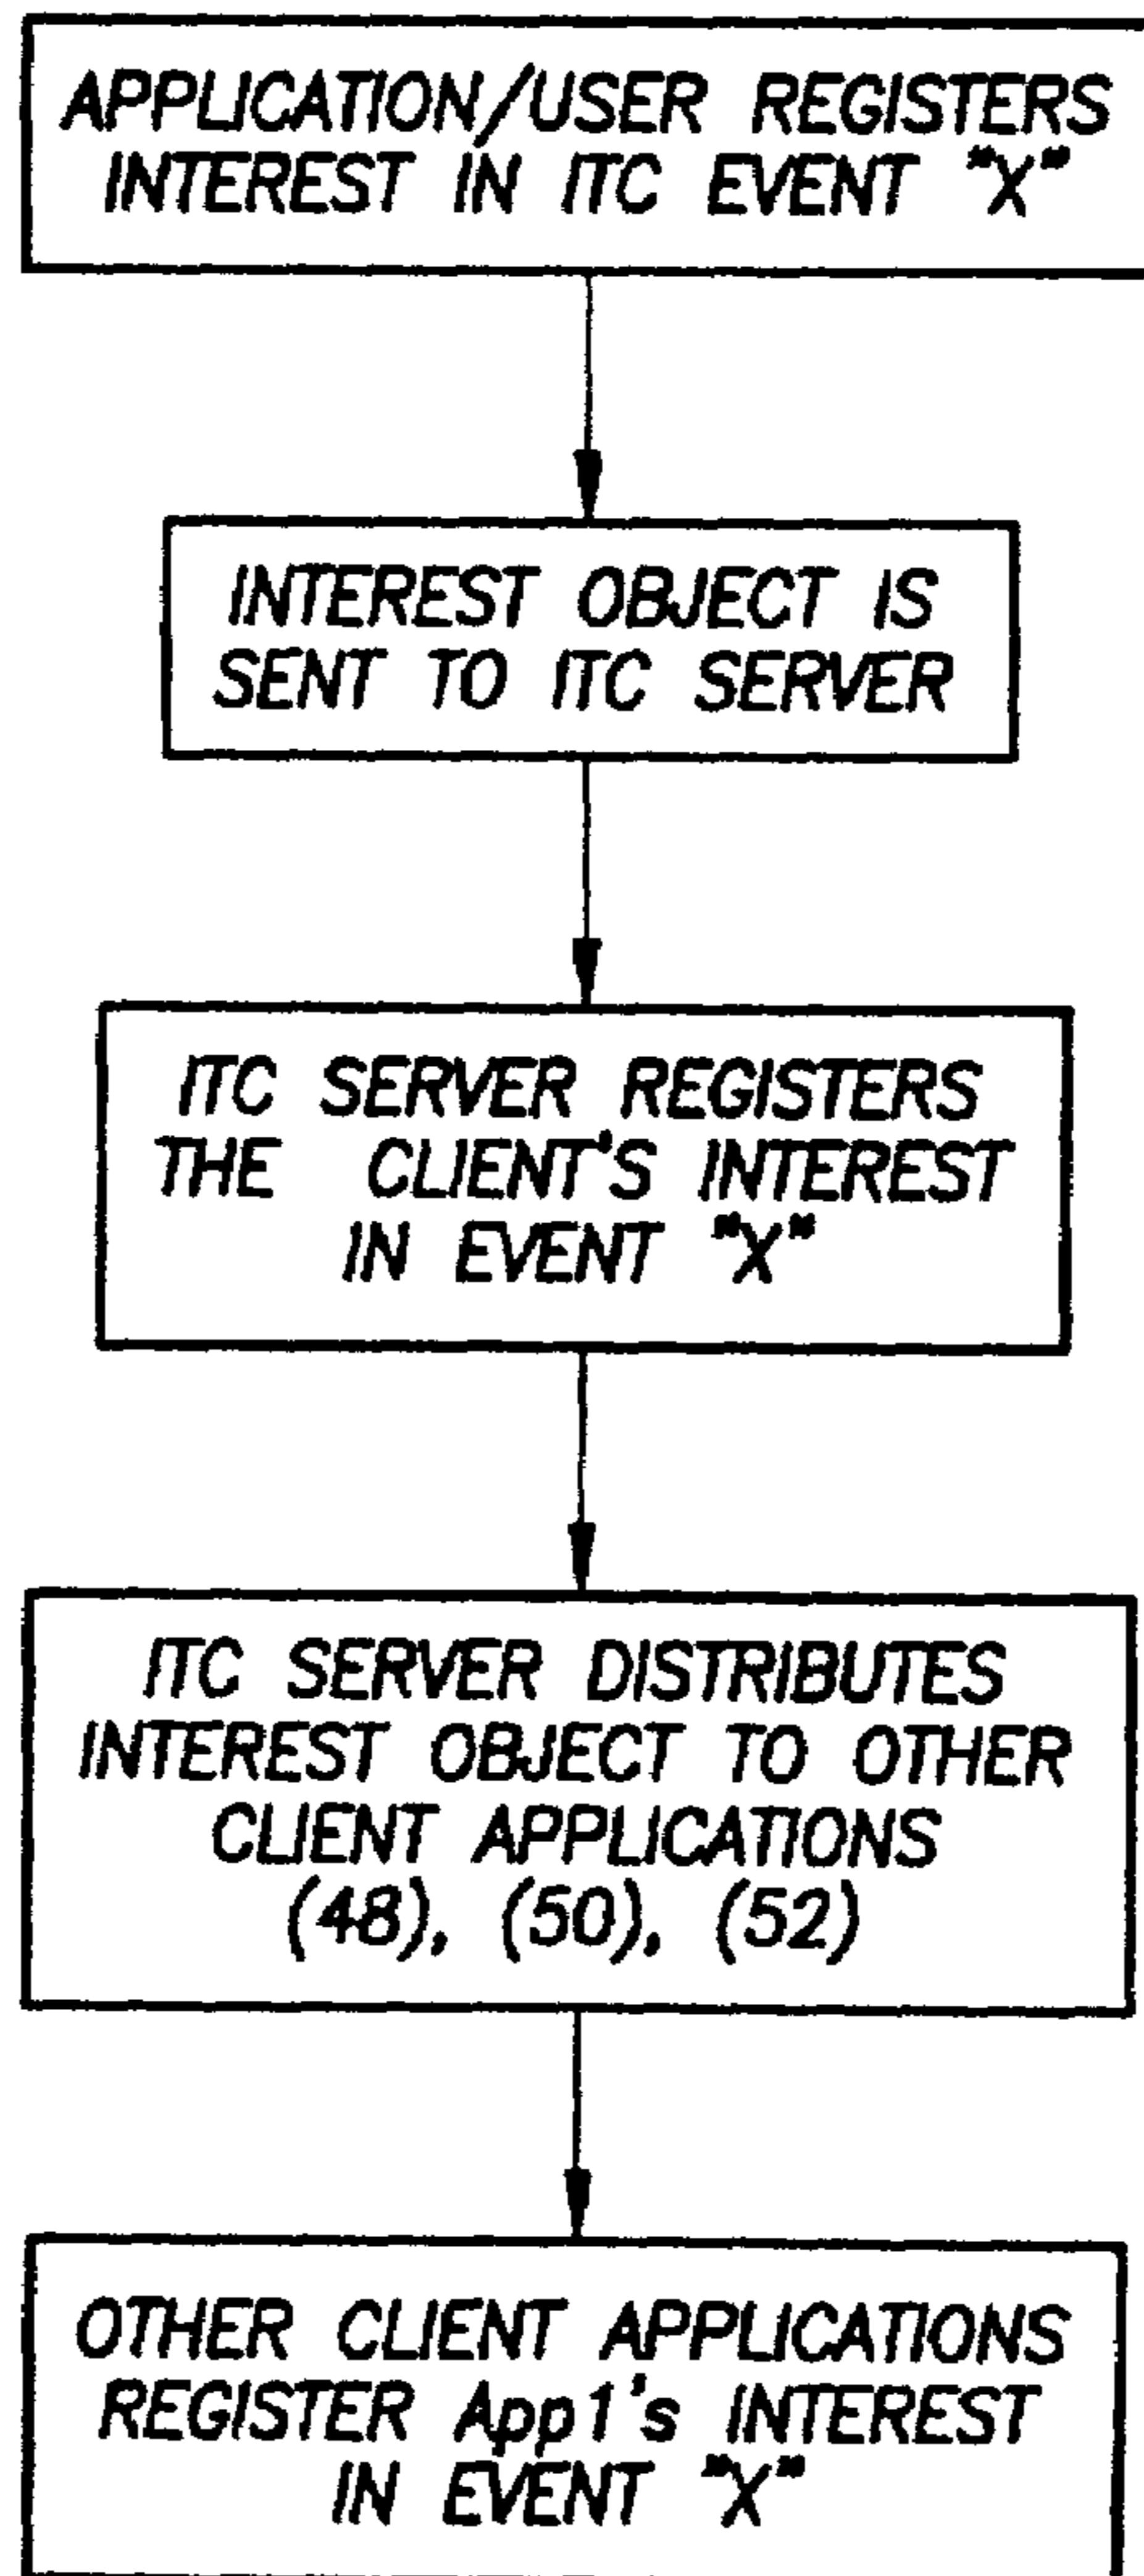 APPLICATION/USER REGISTERS
INTEREST IN ITC EVENT "X"
INTEREST OBJECT IS
SENT TO ITC SERVER
ITC SERVER REGISTERS
THE CLIENT'S INTEREST
IN EVENT "X"
ITC SERVER DISTRIBUTES
INTEREST OBJECT TO OTHER
CLIENT APPLICATIONS
(48), (50), (52)
OTHER CLIENT APPLICATIONS
REGISTER App1's INTEREST
IN EVENT "X"